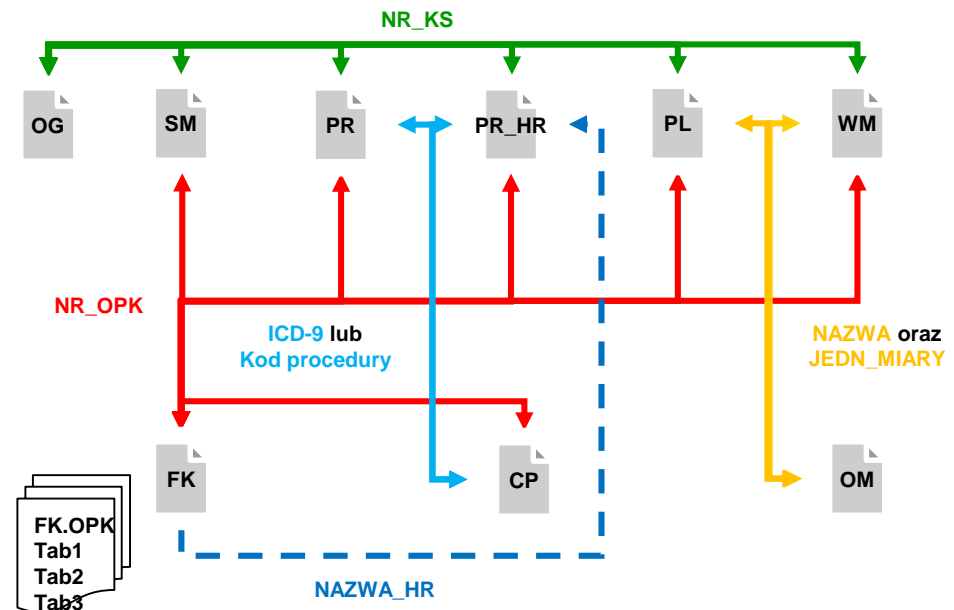 NR_KS
OG
SM
PR
PR_HR
PL
WM
NR_OPK
ICD-9 lub
Kod procedury
NAZWA oraz
JEDN_MIARY
FK
CP
OM
FK.OPK
Tab1
Tab2
Tab3
NAZWA_HR